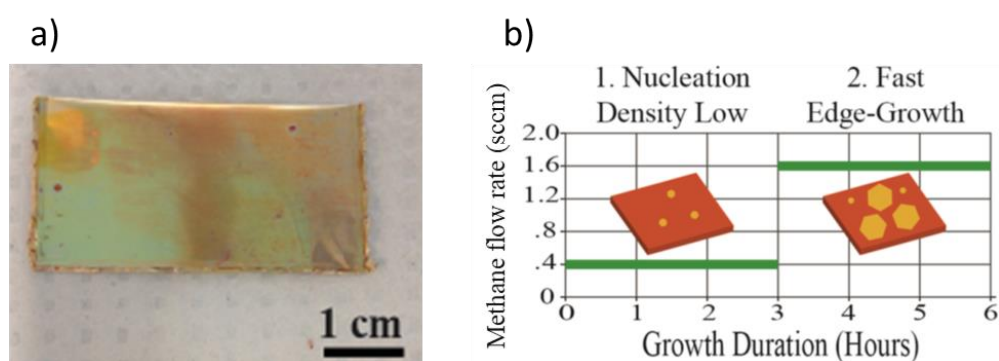 a)
1 cm
b)
1. Nucleation
Density Low
2. Fast
Edge-Growth
Methane flow rate (sccm)
2.0
1.6
1.2
.8
.4
0
0 1 2 3 4 5 6
Growth Duration (Hours)